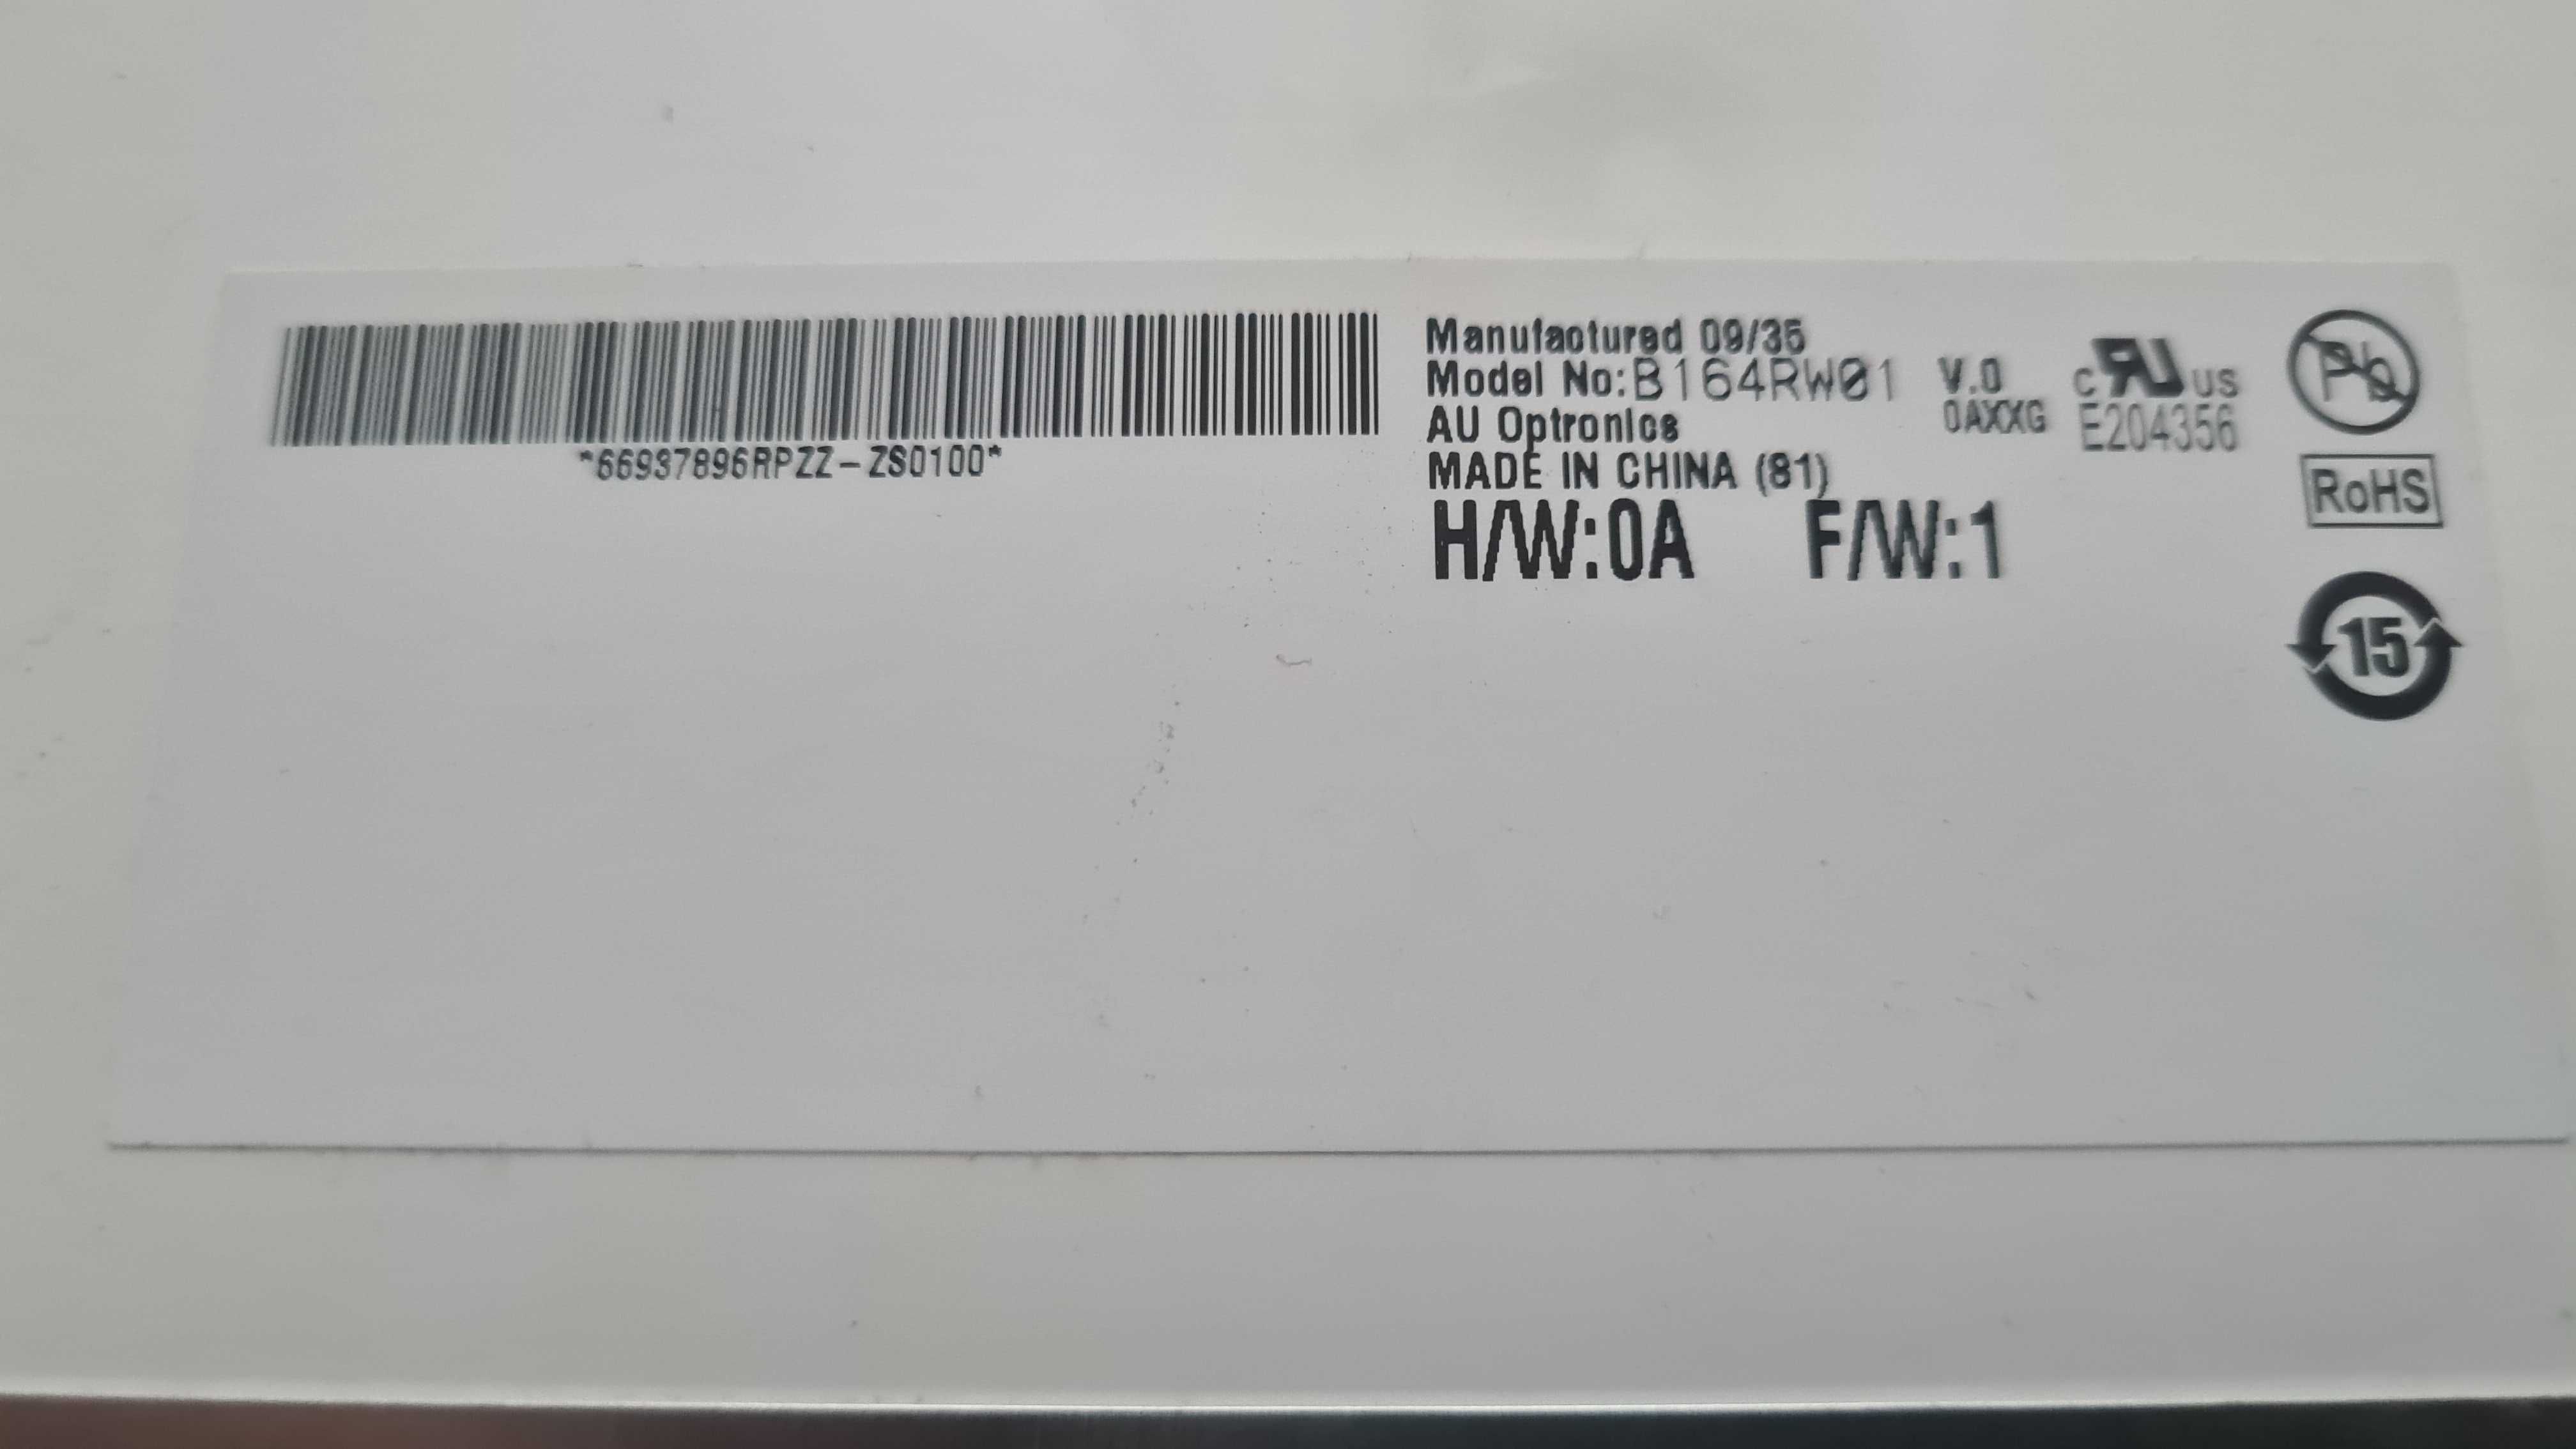 *66937896RPZZ-ZS0100*
Manufactured 09/35
Model No:B164RW01 V.0
0AXXG
AU Optronics
MADE IN CHINA (81)
H/W:0A F/W:1
c RU US
E204356
Pb
RoHS
15